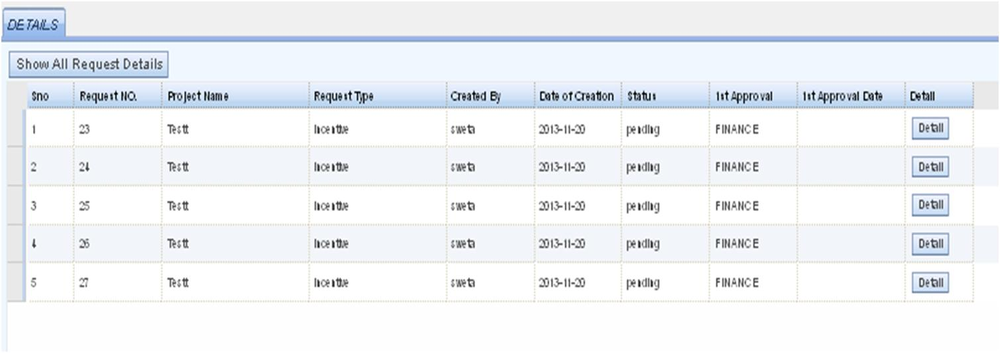 DETAILS
Show All Request Details
Sno Request NO. Project Name Request Type Created By Date of Creation Status 1st Approval 1st Approval Date Detail
1 23 Testt Incentive sweta 2013-11-20 pending FINANCE Detail
2 24 Testt Incentive sweta 2013-11-20 pending FINANCE Detail
3 25 Testt Incentive sweta 2013-11-20 pending FINANCE Detail
4 26 Testt Incentive sweta 2013-11-20 pending FINANCE Detail
5 27 Testt Incentive sweta 2013-11-20 pending FINANCE Detail